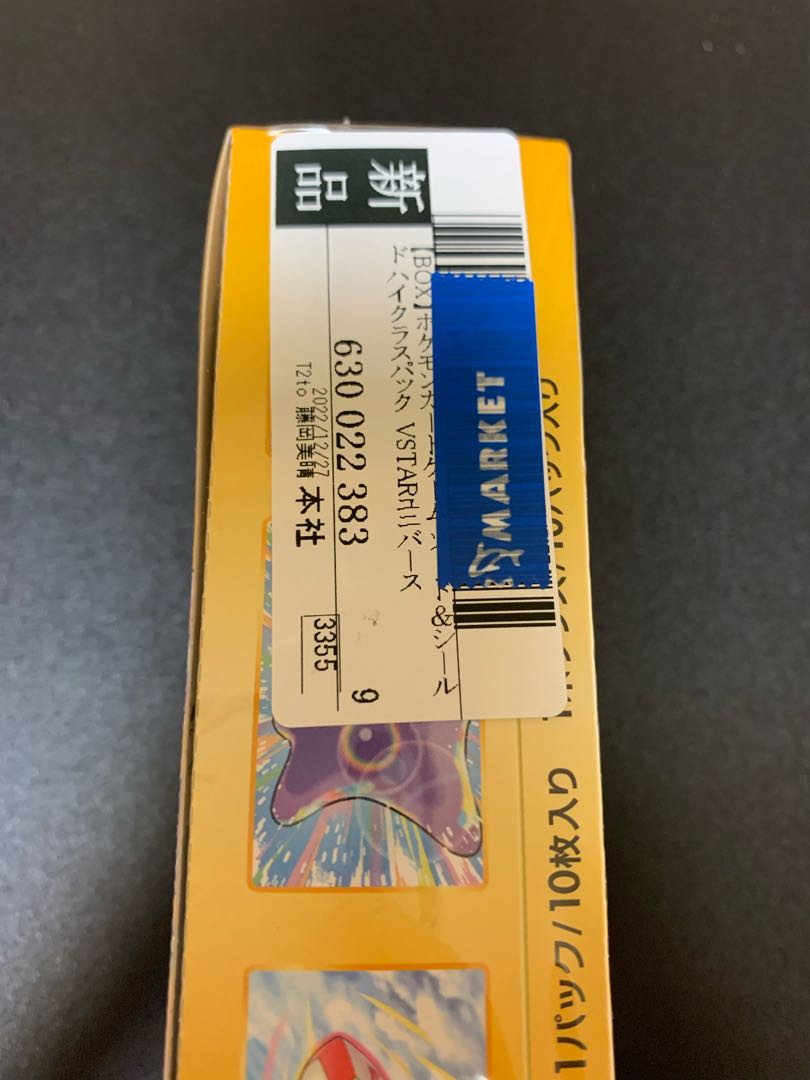 新品
【BOX】ポケモンカードゲーム ソード&シール
ド ハイクラスパック VSTARユニバース
630 022 383
9
2022/12/27
T2to 藤岡美晴 本社
3355
MARKET
1パック/10枚入り